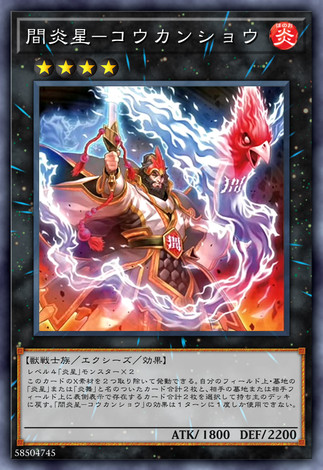 間炎星-コウカンショウ
炎
間
【獣戦士族/エクシーズ/効果】
レベル4「炎星」モンスター×2
このカードのX素材を2つ取り除いて発動できる。自分のフィールド上・墓地の
「炎星」または「炎舞」と名のついたカード合計2枚と、相手の墓地または相手フ
ィールド上に表側表示で存在するカード合計2枚を選択して持ち主のデッキ
に戻す。「間炎星-コウカンショウ」の効果は1ターンに1度しか使用できない。
ATK/1800 DEF/2200
58504745